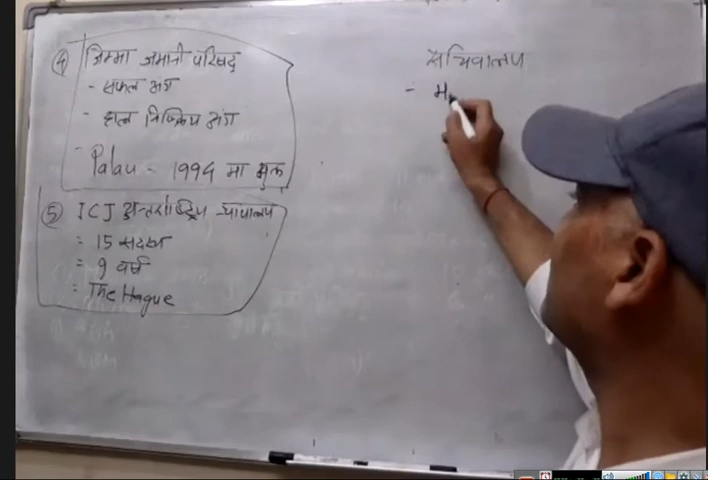 ④ जिम्मा जमानी परिषद्
- सफल अंग
- हाल निष्क्रिय अंग
- Palau - 1994 मा मुक्त
⑤ ICJ अन्तर्राष्ट्रिय न्यायालय
= 15 सदस्य
= 9 वर्ष
= The Hague
सचिवालय
- म